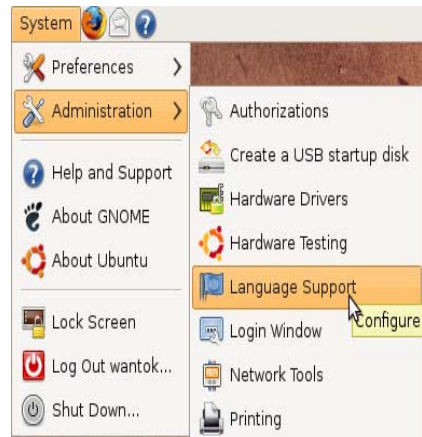 System
Preferences
Administration
Help and Support
About GNOME
About Ubuntu
Lock Screen
Log Out wantok...
Shut Down...
Authorizations
Create a USB startup disk
Hardware Drivers
Hardware Testing
Language Support
Configure
Login Window
Network Tools
Printing